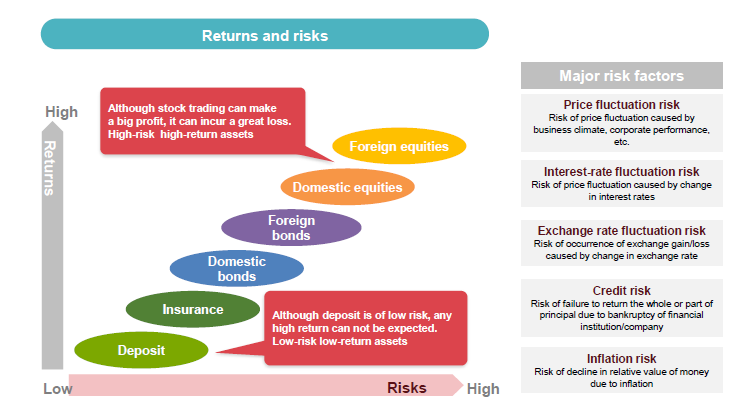 Returns and risks
High
Returns
Although stock trading can make
a big profit, it can incur a great loss.
High-risk high-return assets
Foreign equities
Domestic equities
Foreign
bonds
Domestic
bonds
Insurance
Deposit
Although deposit is of low risk, any
high return can not be expected.
Low-risk low-return assets
Low
Risks
High
Major risk factors
Price fluctuation risk
Risk of price fluctuation caused by
business climate, corporate performance,
etc.
Interest-rate fluctuation risk
Risk of price fluctuation caused by change
in interest rates
Exchange rate fluctuation risk
Risk of occurrence of exchange gain/loss
caused by change in exchange rate
Credit risk
Risk of failure to return the whole or part of
principal due to bankruptcy of financial
institution/company
Inflation risk
Risk of decline in relative value of money
due to inflation